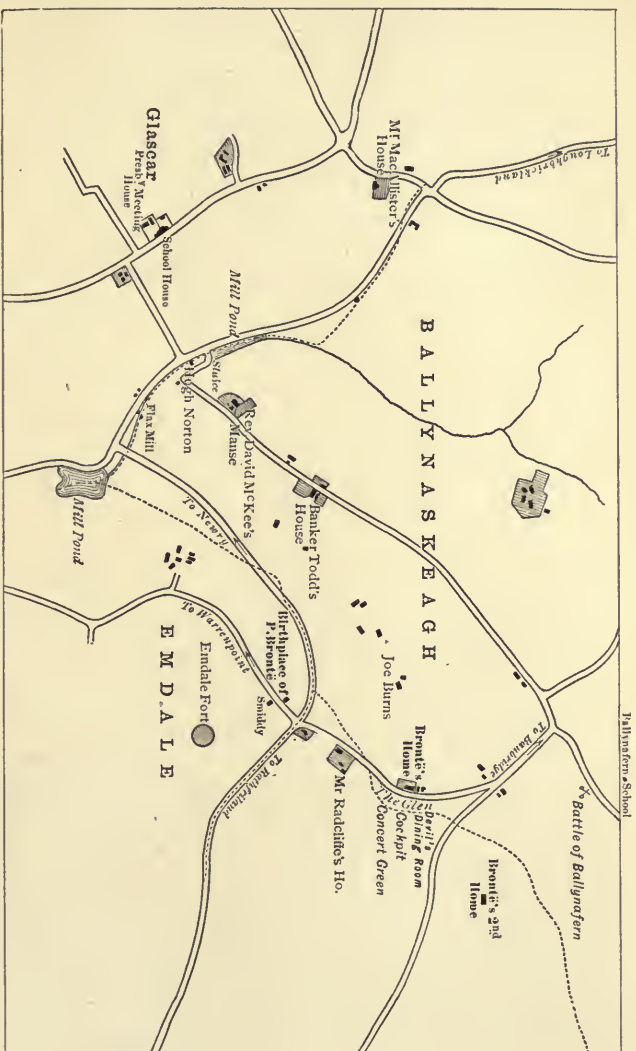 Ballynafern School
To Loughbrickland
Mr MacAllister's
House
Glascar
Presby Meeting
House
School House
BALLYNASKEAGH
Mill Pond
Sluice
Hugh Norton
Flax Mill
Mill Pond
Rev David McKee's
Manse
Banker Todd's
House
To Newry
Joe Burns
Birthplace of
P. Brontë
To Warrenpoint
Smiddy
EMDALE
Emdale Fort
To Rathfriland
Mr Radcliffe's Ho.
Brontë's
Home
To Banbridge
The Glen
Devil's
Dining Room
Cockpit
Concert Green
Battle of Ballynafern
Brontë's 2nd
Home